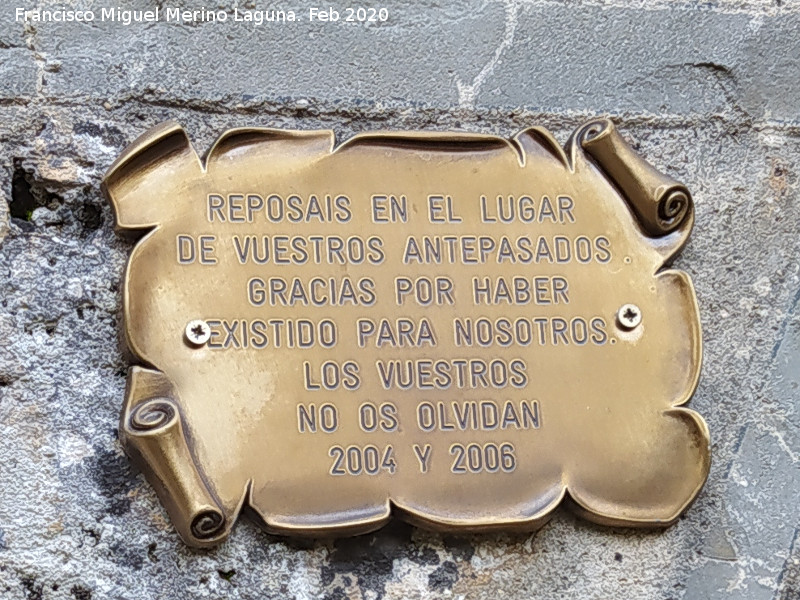 Francisco Miguel Merino Laguna. Feb 2020
REPOSAIS EN EL LUGAR
DE VUESTROS ANTEPASADOS.
GRACIAS POR HABER
EXISTIDO PARA NOSOTROS.
LOS VUESTROS
NO OS OLVIDAN
2004 Y 2006